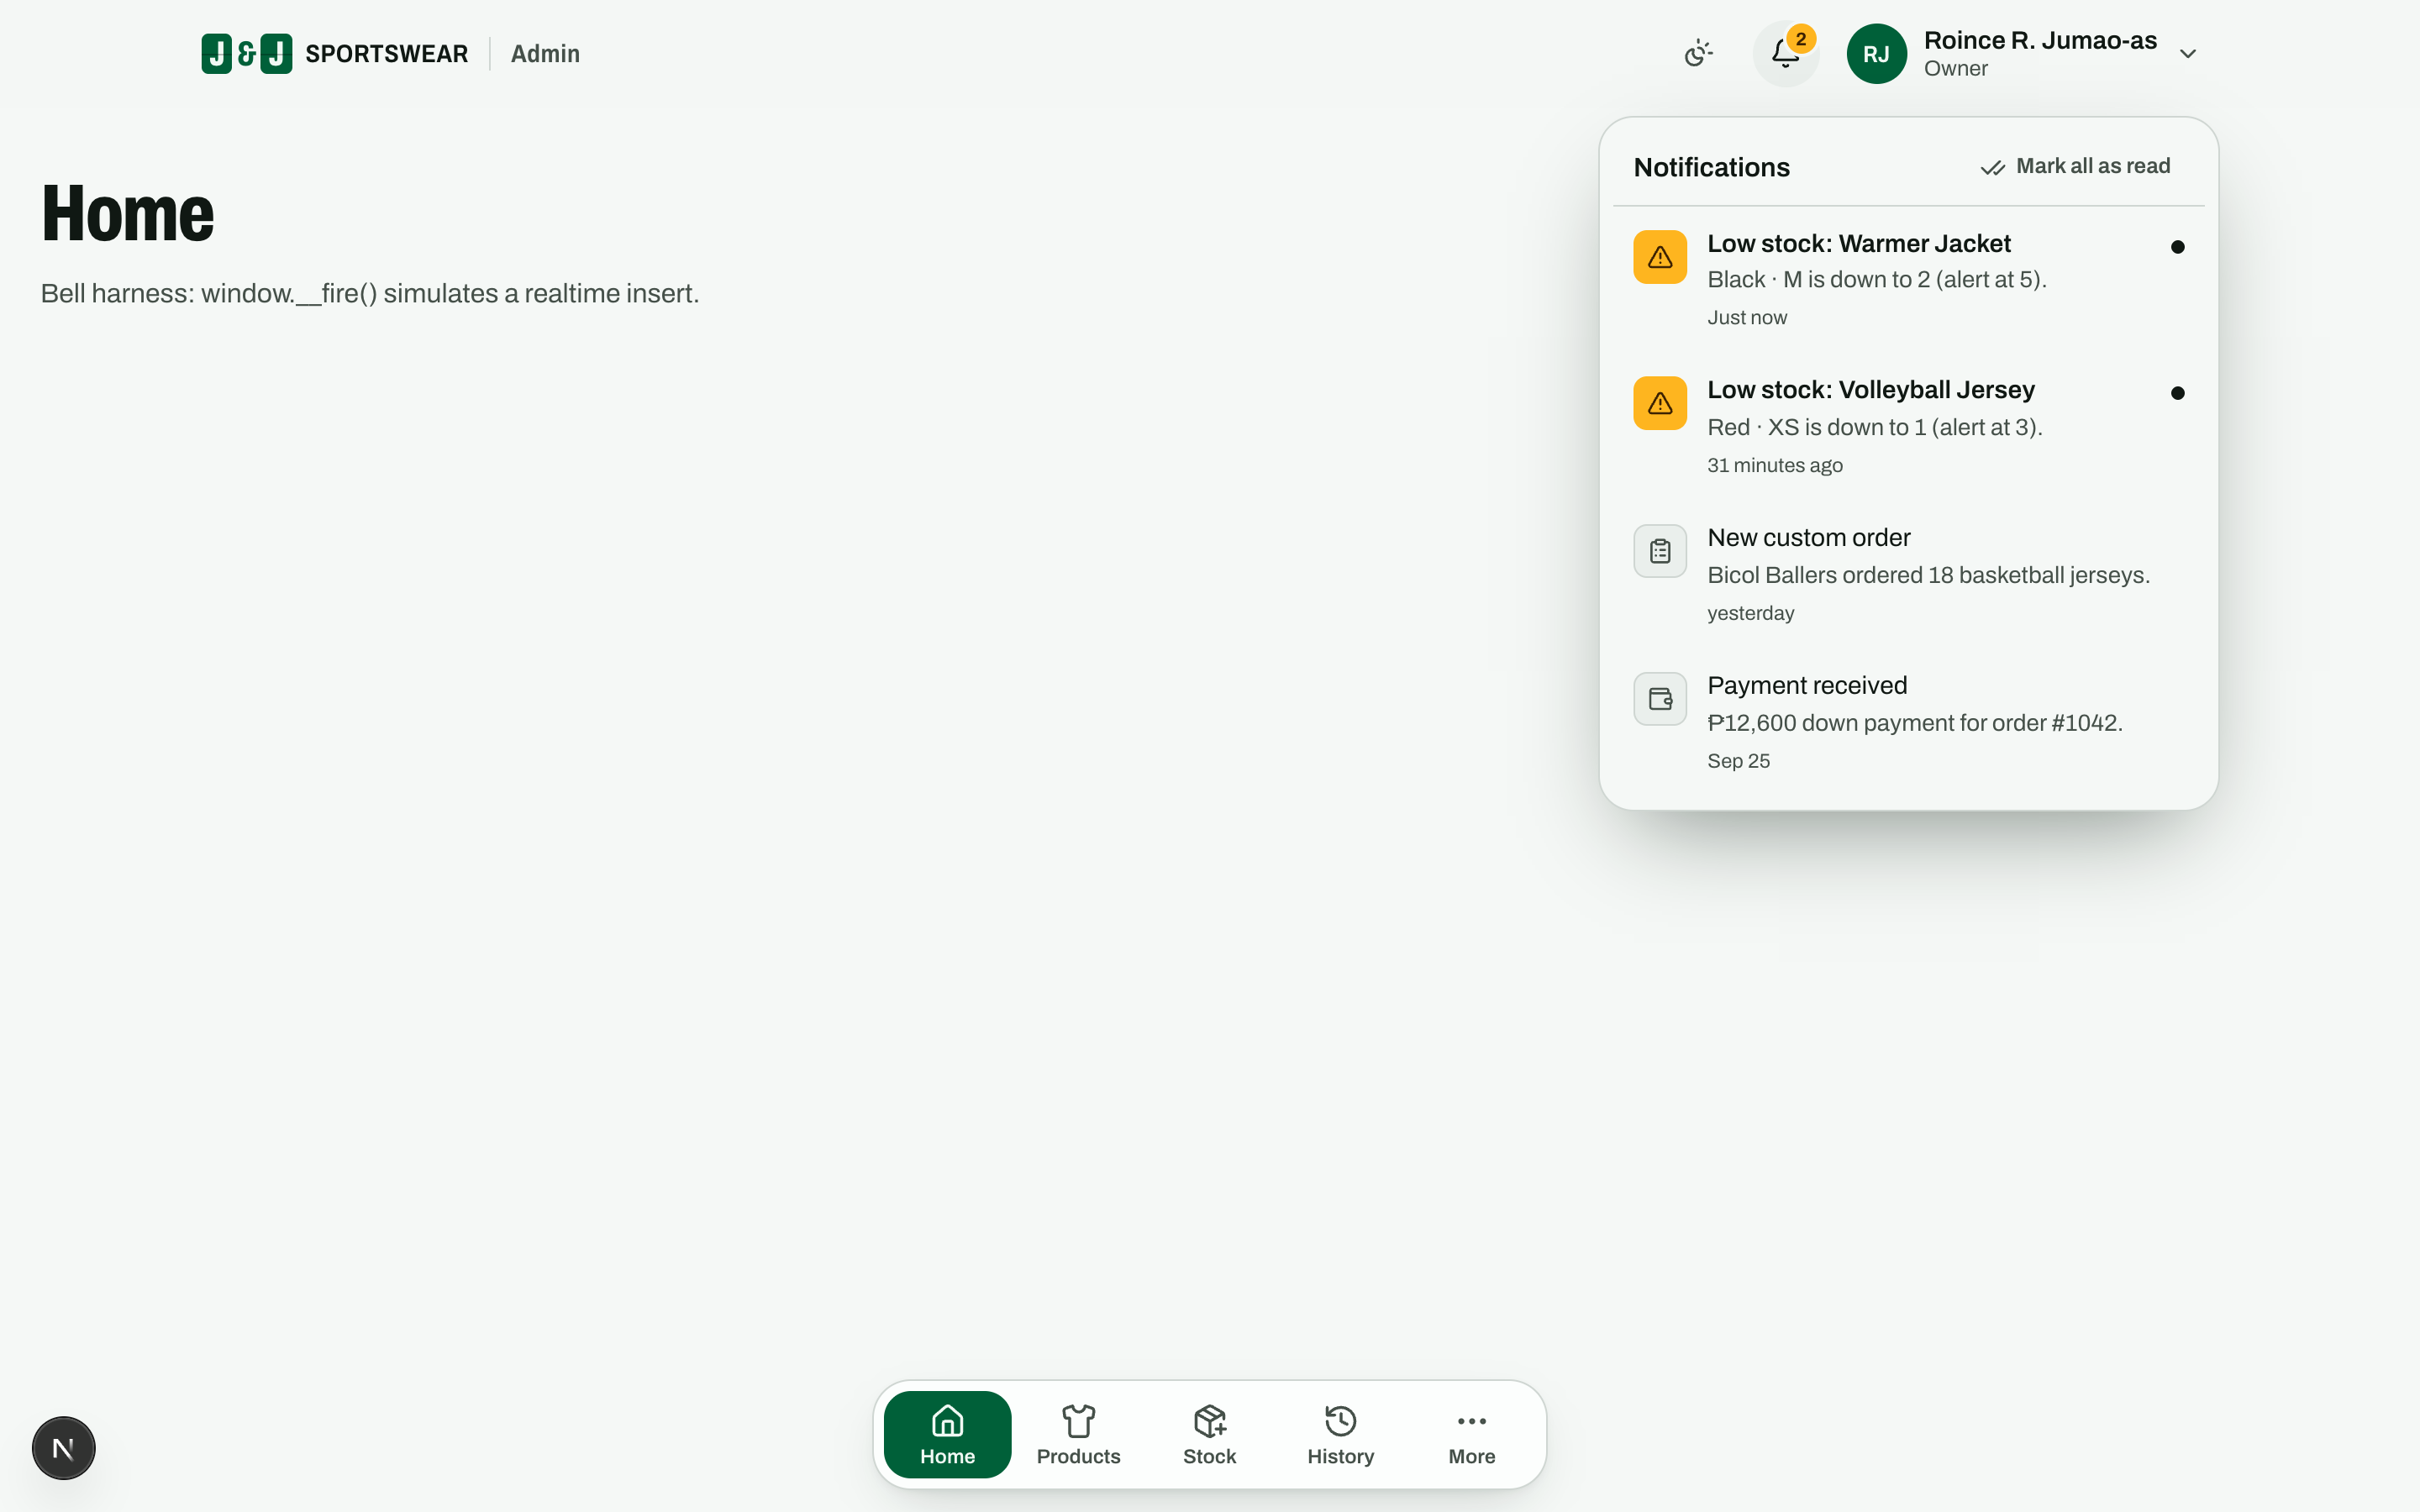 J & J SPORTSWEAR Admin
2
RJ
Roince R. Jumao-as
Owner
Home
Bell harness: window.__fire() simulates a realtime insert.
Notifications
Mark all as read
Low stock: Warmer Jacket
Black · M is down to 2 (alert at 5).
Just now
Low stock: Volleyball Jersey
Red · XS is down to 1 (alert at 3).
31 minutes ago
New custom order
Bicol Ballers ordered 18 basketball jerseys.
yesterday
Payment received
₱12,600 down payment for order #1042.
Sep 25
N
Home
Products
Stock
History
More